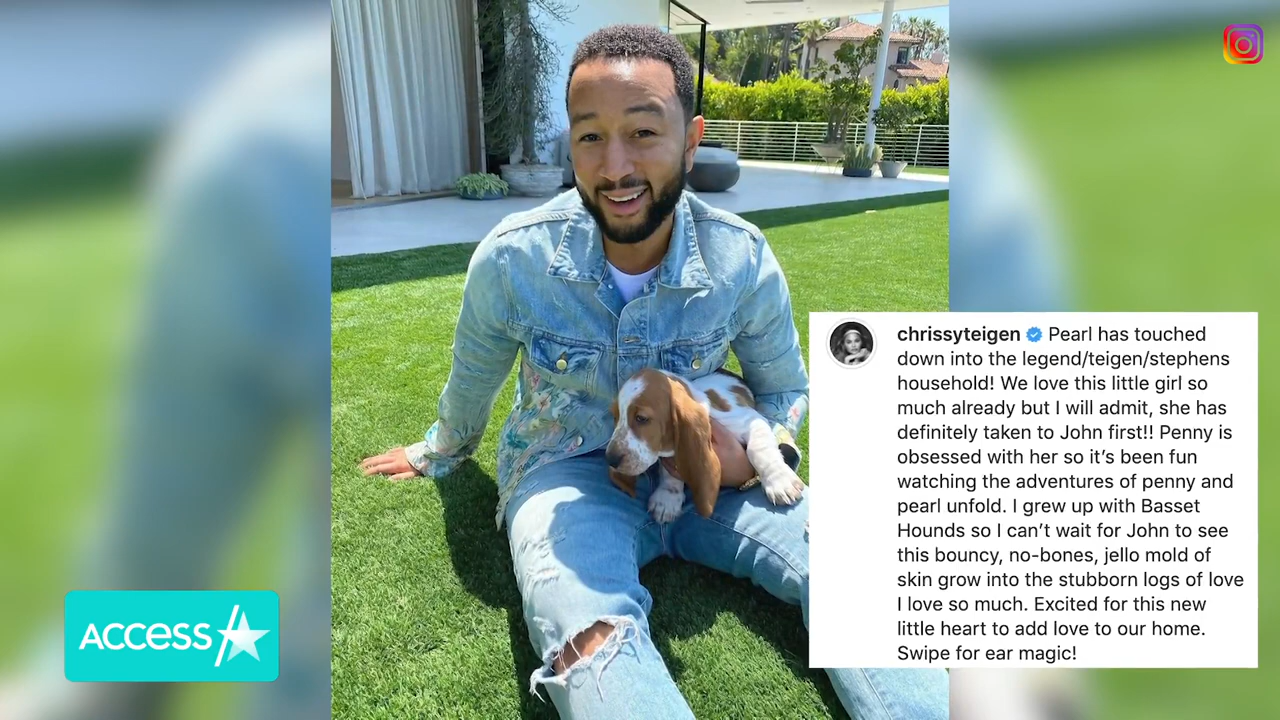 chrissyteigen Pearl has touched
down into the legend/teigen/stephens
household! We love this little girl so
much already but I will admit, she has
definitely taken to John first!! Penny is
obsessed with her so it’s been fun
watching the adventures of penny and
pearl unfold. I grew up with Basset
Hounds so I can’t wait for John to see
this bouncy, no-bones, jello mold of
skin grow into the stubborn logs of love
I love so much. Excited for this new
little heart to add love to our home.
Swipe for ear magic!
ACCESS